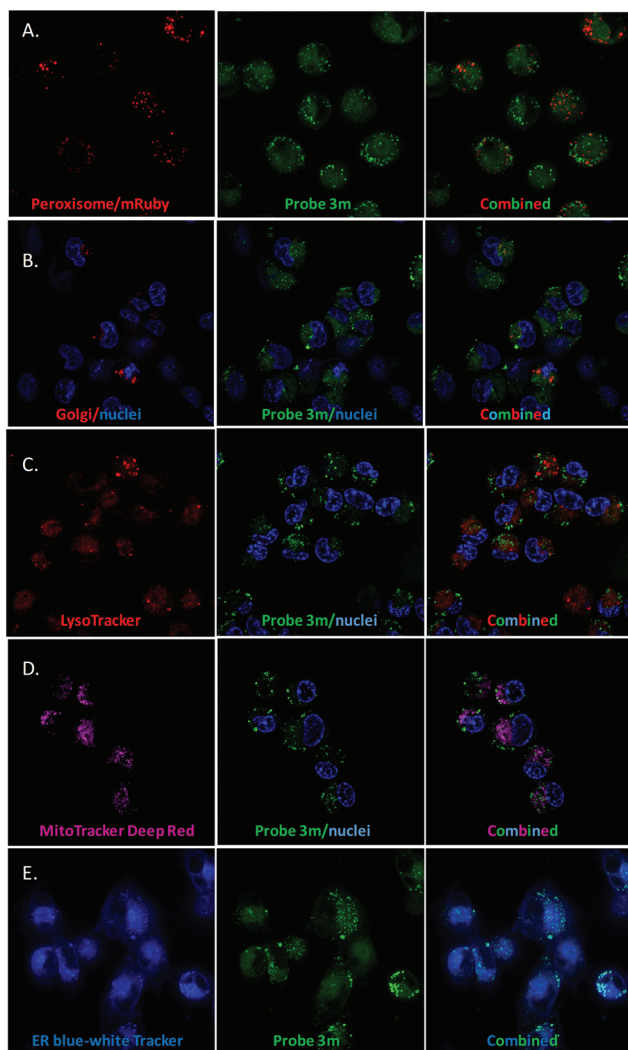 A.
Peroxisome/mRuby
Probe 3m
Combined
B.
Golgi/nuclei
Probe 3m/nuclei
Combined
C.
LysoTracker
Probe 3m/nuclei
Combined
D.
MitoTracker Deep Red
Probe 3m/nuclei
Combined
E.
ER blue-white Tracker
Probe 3m
Combined